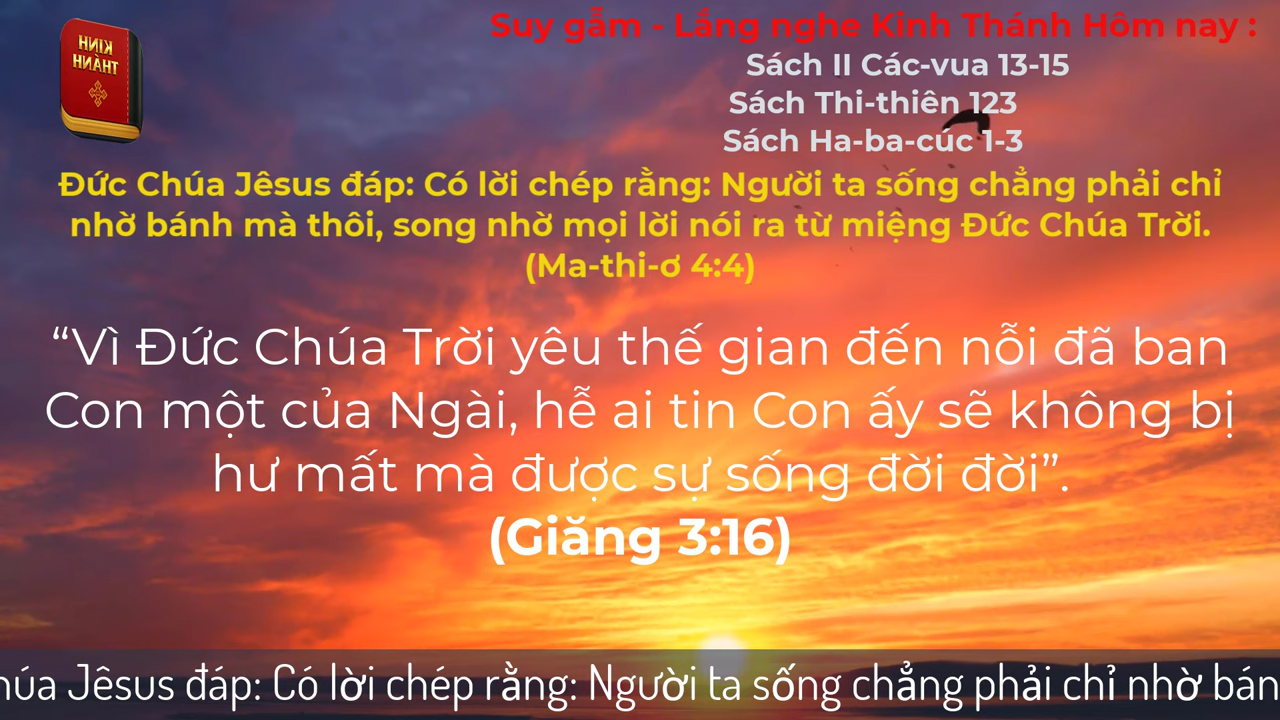 KINH
THÁNH
Suy gẫm - Lắng nghe Kinh Thánh Hôm nay :
Sách II Các-vua 13-15
Sách Thi-thiên 123
Sách Ha-ba-cúc 1-3
Đức Chúa Jêsus đáp: Có lời chép rằng: Người ta sống chẳng phải chỉ
nhờ bánh mà thôi, song nhờ mọi lời nói ra từ miệng Đức Chúa Trời.
(Ma-thi-ơ 4:4)
“Vì Đức Chúa Trời yêu thế gian đến nỗi đã ban
Con một của Ngài, hễ ai tin Con ấy sẽ không bị
hư mất mà được sự sống đời đời”.
(Giăng 3:16)
húa Jêsus đáp: Có lời chép rằng: Người ta sống chẳng phải chỉ nhờ bán